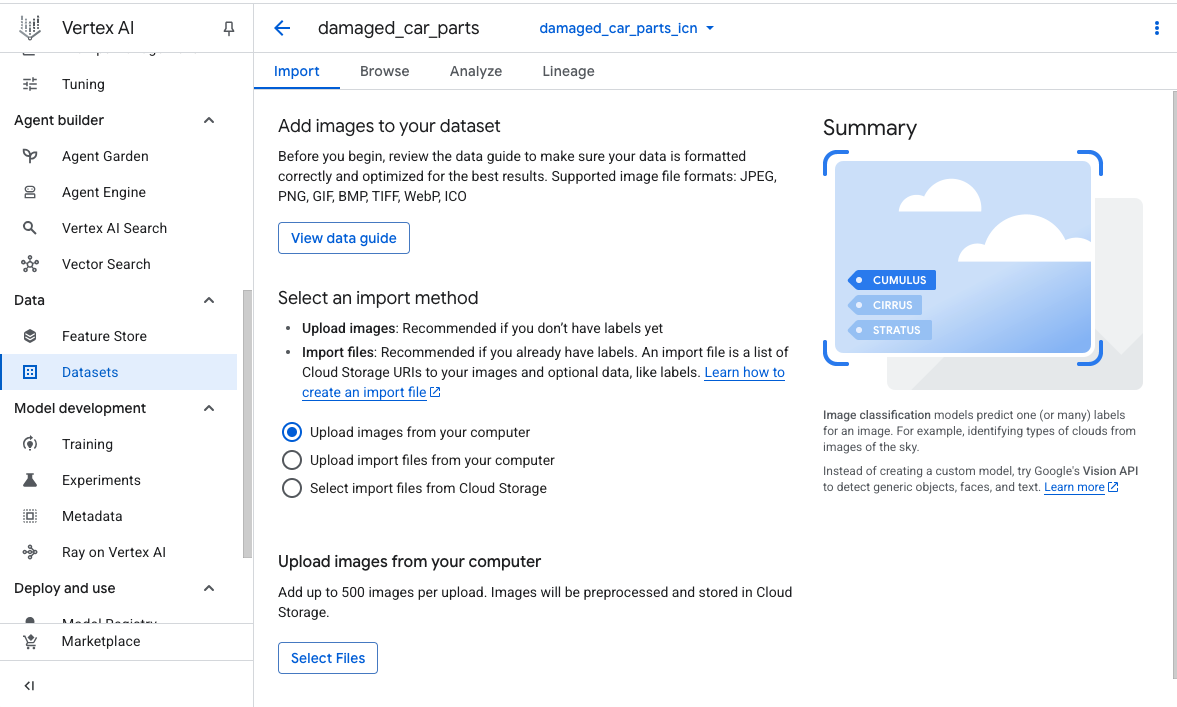 Vertex AI
damaged_car_parts
damaged_car_parts_icn
Tuning
Agent builder
Agent Garden
Agent Engine
Vertex AI Search
Vector Search
Data
Feature Store
Datasets
Model development
Training
Experiments
Metadata
Ray on Vertex AI
Deploy and use
Model Registry
Marketplace
Import
Browse
Analyze
Lineage
Add images to your dataset
Before you begin, review the data guide to make sure your data is formatted
correctly and optimized for the best results. Supported image file formats: JPEG,
PNG, GIF, BMP, TIFF, WebP, ICO
View data guide
Select an import method
Upload images: Recommended if you don’t have labels yet
Import files: Recommended if you already have labels. An import file is a list of
Cloud Storage URIs to your images and optional data, like labels. Learn how to
create an import file
Upload images from your computer
Upload import files from your computer
Select import files from Cloud Storage
Upload images from your computer
Add up to 500 images per upload. Images will be preprocessed and stored in Cloud
Storage.
Select Files
Summary
CUMULUS
CIRRUS
STRATUS
Image classification models predict one (or many) labels
for an image. For example, identifying types of clouds from
images of the sky.
Instead of creating a custom model, try Google's Vision API
to detect generic objects, faces, and text. Learn more